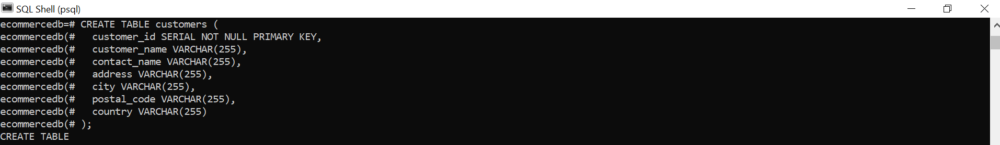 SQL Shell (psql)
ecommercedb=# CREATE TABLE customers (
ecommercedb(#   customer_id SERIAL NOT NULL PRIMARY KEY,
ecommercedb(#   customer_name VARCHAR(255),
ecommercedb(#   contact_name VARCHAR(255),
ecommercedb(#   address VARCHAR(255),
ecommercedb(#   city VARCHAR(255),
ecommercedb(#   postal_code VARCHAR(255),
ecommercedb(#   country VARCHAR(255)
ecommercedb(# );
CREATE TABLE